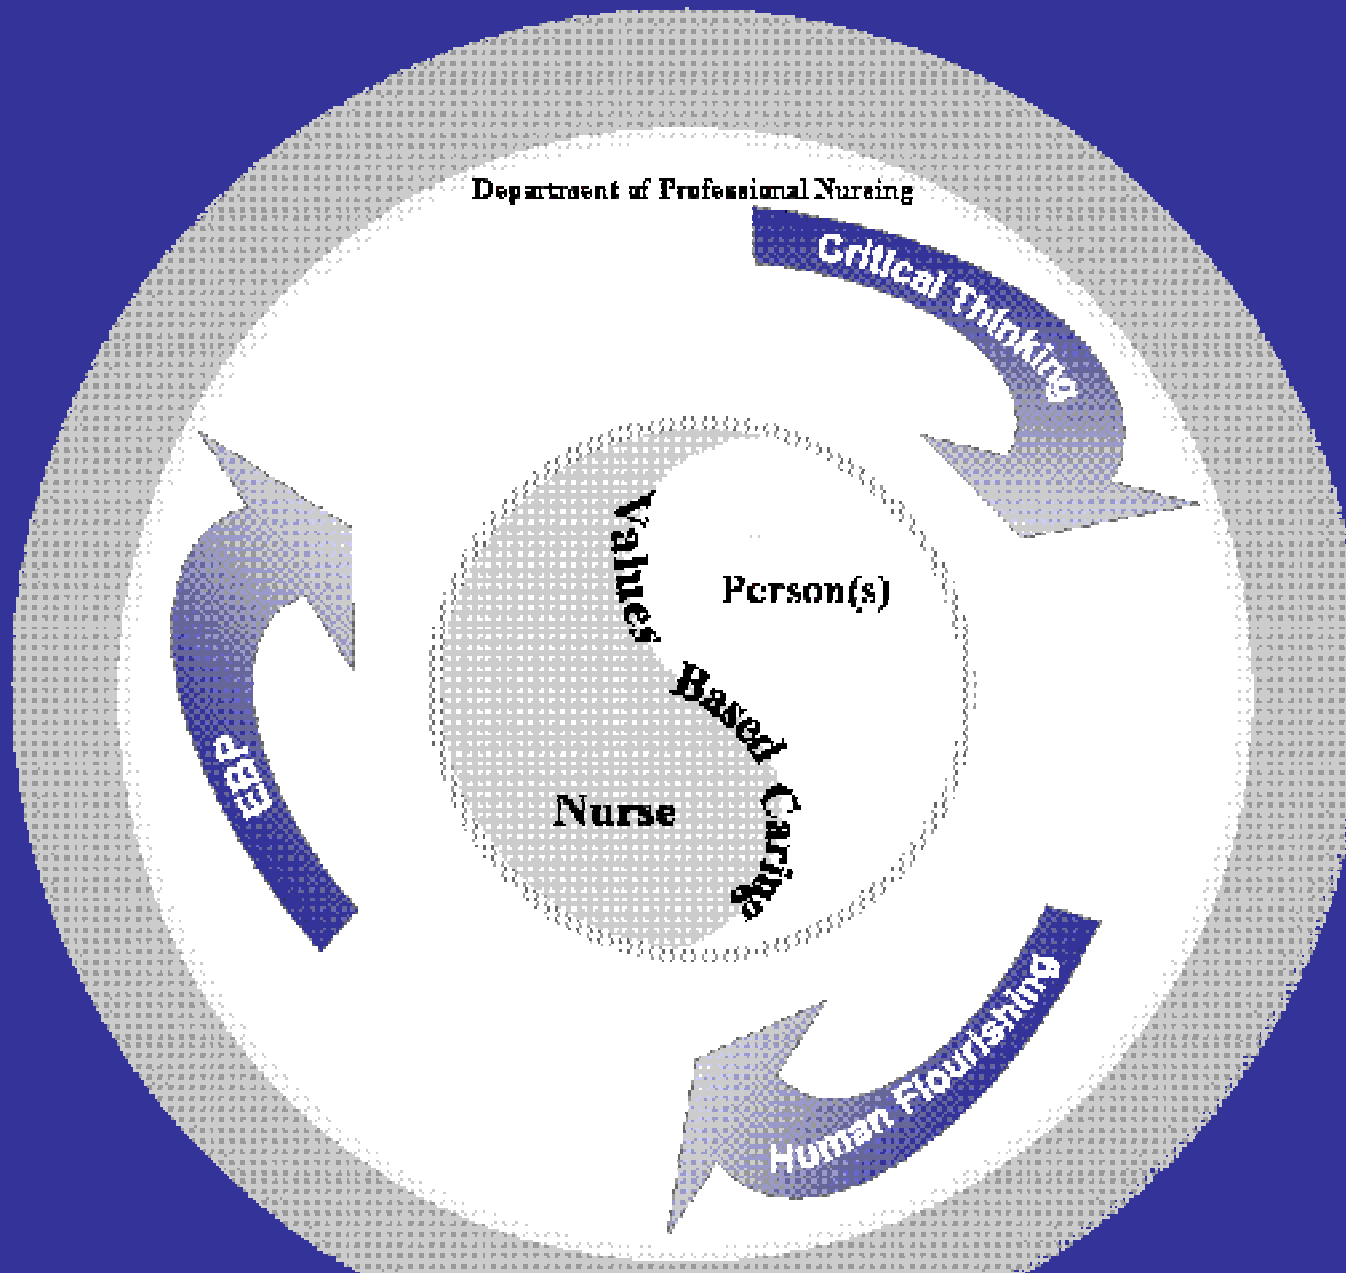 Department of Professional Nursing
Critical Thinking
Values Based Caring
Person(s)
Nurse
EBP
Human Flourishing